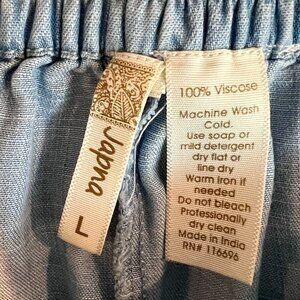 Japna
L
100% Viscose
Machine Wash
Cold.
Use soap or
mild detergent
dry flat or
line dry
Warm iron if
needed
Do not bleach
Professionally
dry clean
Made in India
RN# 116696